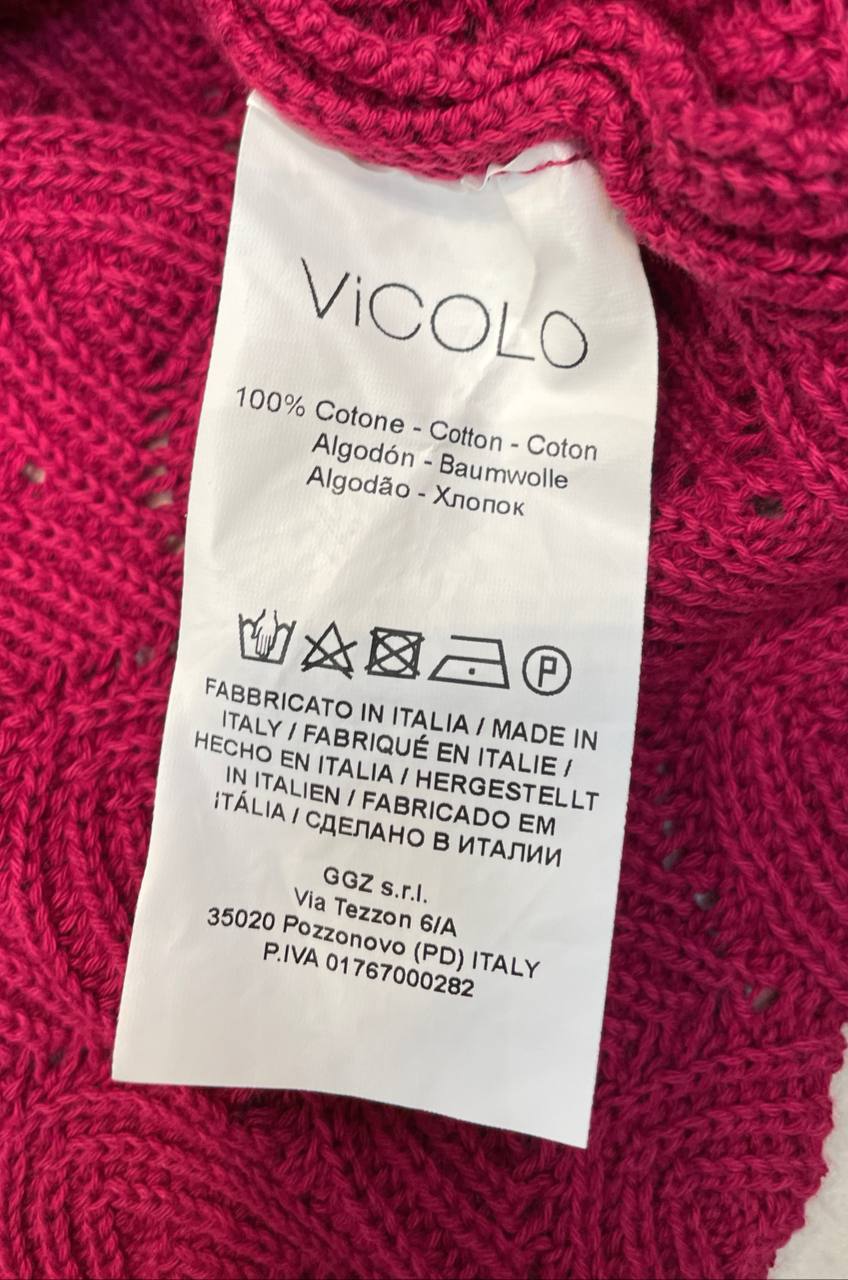 ViCOLO
100% Cotone - Cotton - Coton
Algodón - Baumwolle
Algodão - Хлопок
P
FABBRICATO IN ITALIA / MADE IN
ITALY / FABRIQUÉ EN ITALIE /
HECHO EN ITALIA / HERGESTELLT
IN ITALIEN / FABRICADO EM
ITÁLIA / СДЕЛАНО В ИТАЛИИ
GGZ s.r.l.
Via Tezzon 6/A
35020 Pozzonovo (PD) ITALY
P.IVA 01767000282